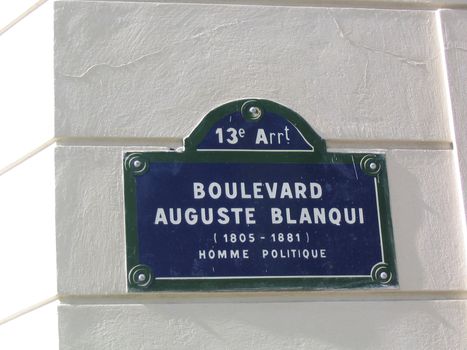 13e Arrt
BOULEVARD
AUGUSTE BLANQUI
(1805 - 1881)
HOMME POLITIQUE